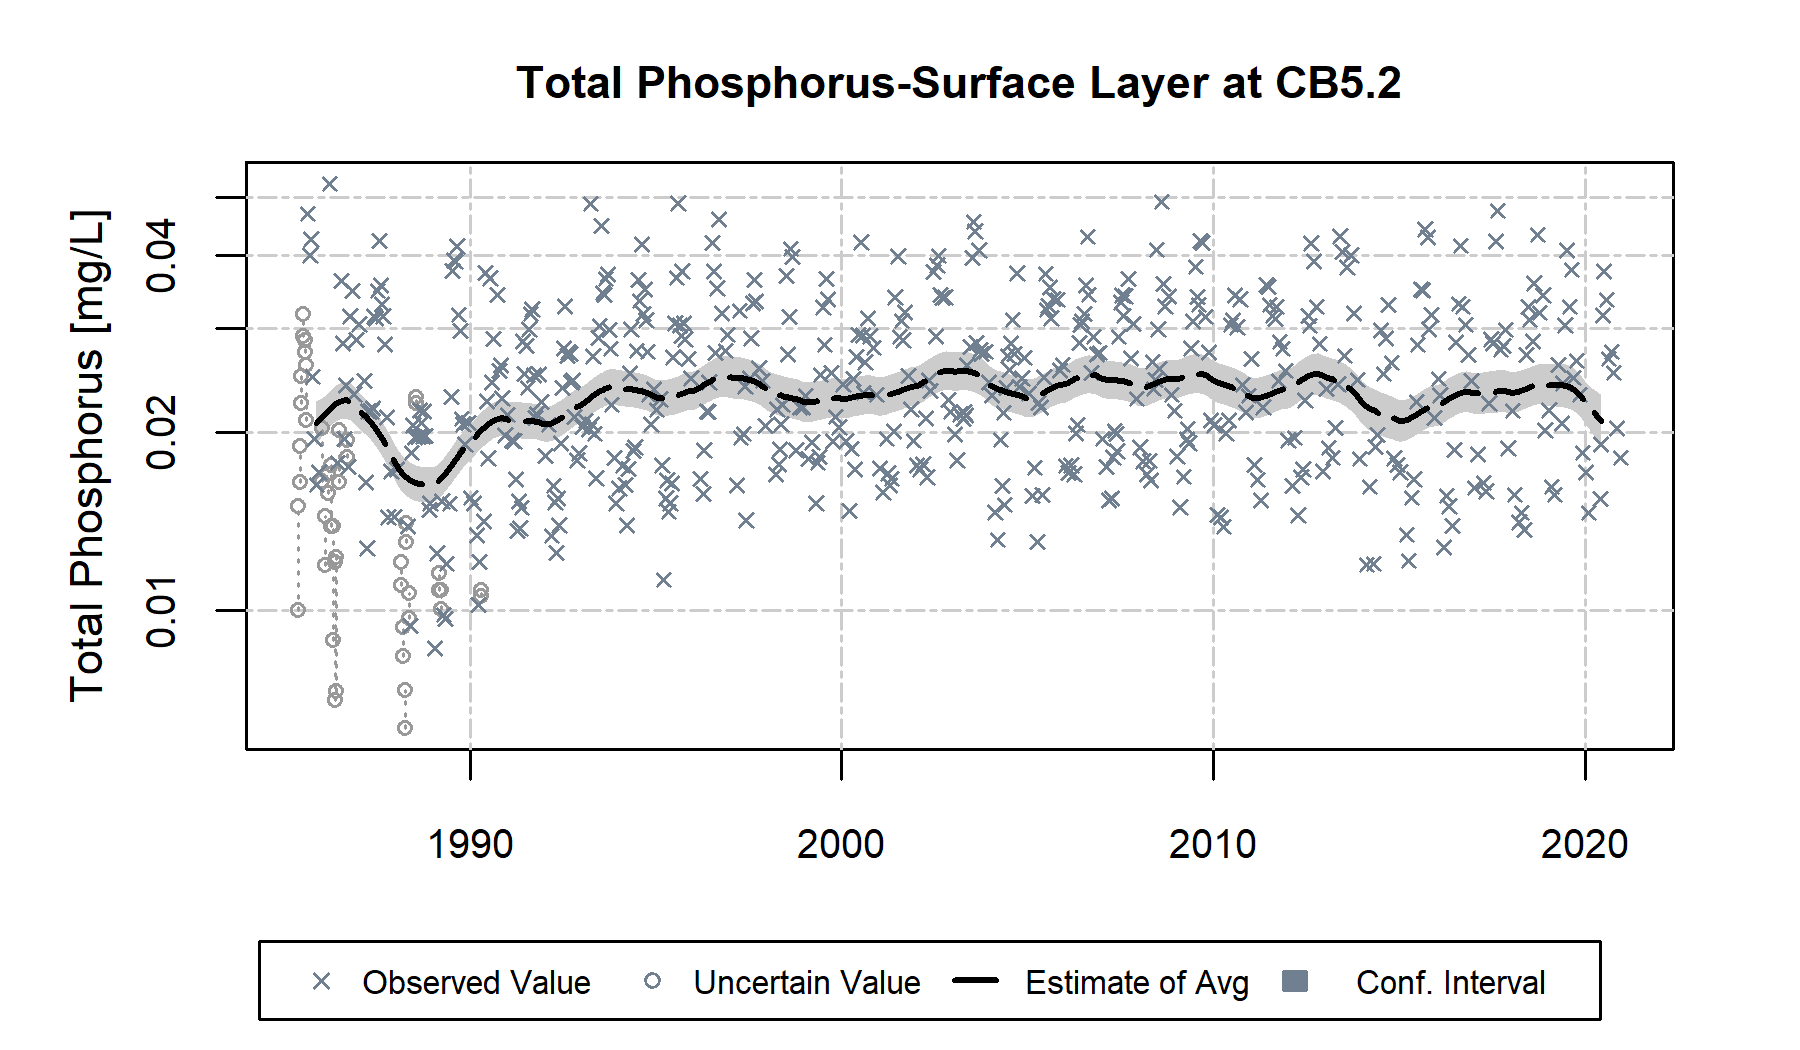 Total Phosphorus-Surface Layer at CB5.2
Total Phosphorus [mg/L]
0.04
0.02
0.01
1990 2000 2010 2020
Observed Value Uncertain Value Estimate of Avg Conf. Interval